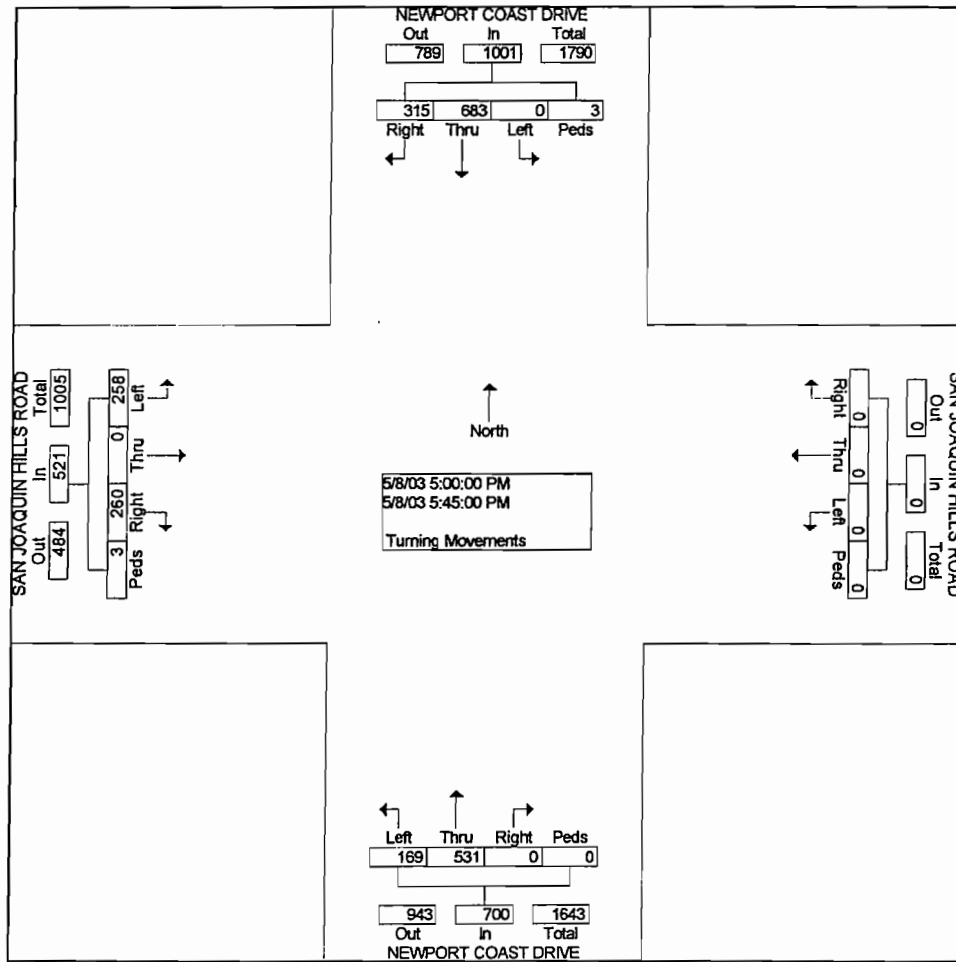 NEWPORT COAST DRIVE
Out In Total
789 1001 1790
315 683 0 3
Right Thru Left Peds
SAN JOAQUIN HILLS ROAD
Total In Out
1005 521 484
258 0 260 3
Left Thru Right Peds
North
5/8/03 5:00:00 PM
5/8/03 5:45:00 PM
Turning Movements
Right Thru Left Peds
0 0 0 0
Out In Total
0 0 0
SAN JOAQUIN HILLS ROAD
Left Thru Right Peds
169 531 0 0
943 700 1643
Out In Total
NEWPORT COAST DRIVE